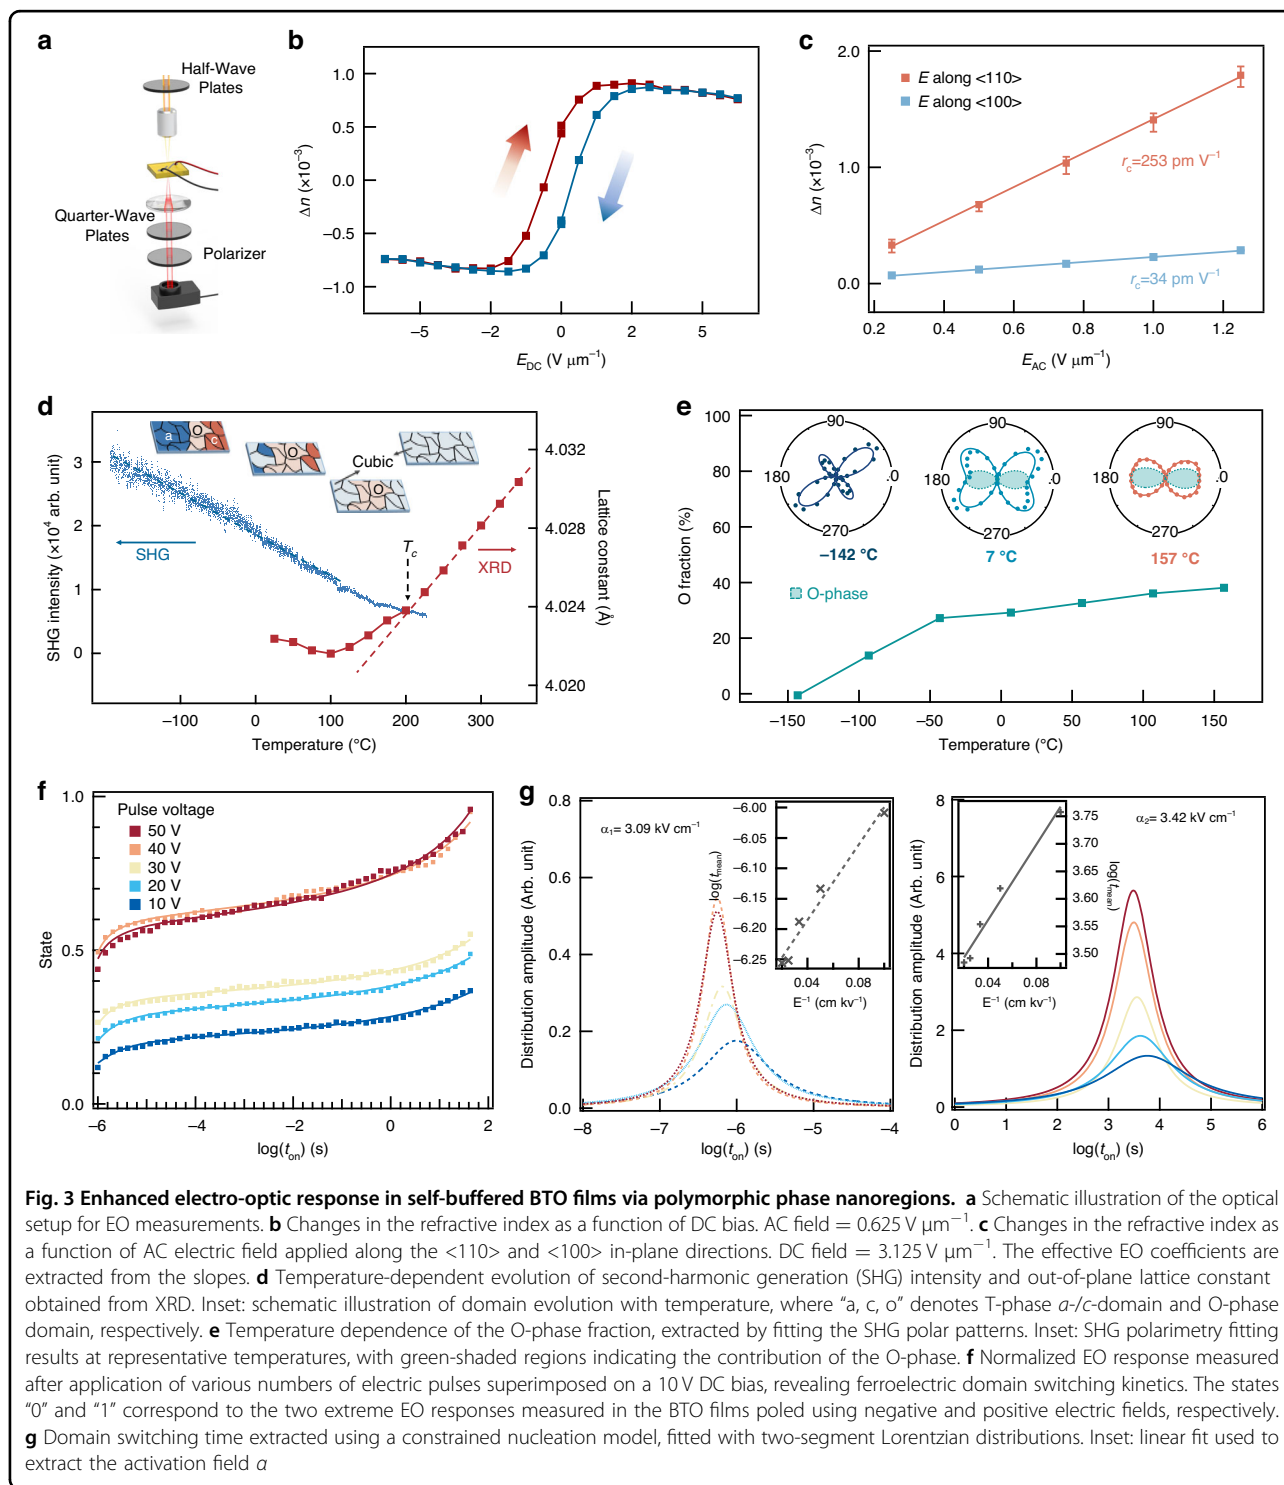 a
Half-Wave
Plates
Quarter-Wave
Plates
Polarizer
b
1.0
0.5
0.0
−0.5
−1.0
Δn (×10⁻³)
−5
−2
0
2
5
E_DC (V μm⁻¹)
c
2.0
1.0
0.0
Δn (×10⁻³)
E along <110>
E along <100>
r_c=253 pm V⁻¹
r_c=34 pm V⁻¹
0.2
0.4
0.6
0.8
1.0
1.2
E_AC (V μm⁻¹)
d
3
2
1
0
SHG intensity (×10⁴ arb. unit)
a
O
c
O
Cubic
O
SHG
T_c
XRD
4.032
4.028
4.024
4.020
Lattice constant (Å)
−100
0
100
200
300
Temperature (°C)
e
100
80
60
40
20
0
O fraction (%)
90
180
0
270
−142 °C
90
180
0
270
7 °C
90
180
0
270
157 °C
O-phase
−150
−100
−50
0
50
100
150
Temperature (°C)
f
1.0
0.5
0.0
State
Pulse voltage
50 V
40 V
30 V
20 V
10 V
−6
−4
−2
0
2
log(t_on) (s)
g
0.8
0.6
0.4
0.2
0.0
Distribution amplitude (Arb. unit)
α₁= 3.09 kV cm⁻¹
−6.00
−6.05
−6.10
−6.15
−6.20
−6.25
log(t_mean)
0.04
0.08
E⁻¹ (cm kv⁻¹)
−8
−7
−6
−5
−4
log(t_on) (s)
8
6
4
2
0
Distribution amplitude (Arb. unit)
α₂= 3.42 kV cm⁻¹
3.75
3.70
3.65
3.60
3.55
3.50
log(t_mean)
0.04
0.08
E⁻¹ (cm kv⁻¹)
0
1
2
3
4
5
6
log(t_on) (s)
Fig. 3 Enhanced electro-optic response in self-buffered BTO films via polymorphic phase nanoregions. a Schematic illustration of the optical
setup for EO measurements. b Changes in the refractive index as a function of DC bias. AC field = 0.625 V μm⁻¹. c Changes in the refractive index as
a function of AC electric field applied along the <110> and <100> in-plane directions. DC field = 3.125 V μm⁻¹. The effective EO coefficients are
extracted from the slopes. d Temperature-dependent evolution of second-harmonic generation (SHG) intensity and out-of-plane lattice constant
obtained from XRD. Inset: schematic illustration of domain evolution with temperature, where “a, c, o” denotes T-phase a-/c-domain and O-phase
domain, respectively. e Temperature dependence of the O-phase fraction, extracted by fitting the SHG polar patterns. Inset: SHG polarimetry fitting
results at representative temperatures, with green-shaded regions indicating the contribution of the O-phase. f Normalized EO response measured
after application of various numbers of electric pulses superimposed on a 10 V DC bias, revealing ferroelectric domain switching kinetics. The states
“0” and “1” correspond to the two extreme EO responses measured in the BTO films poled using negative and positive electric fields, respectively.
g Domain switching time extracted using a constrained nucleation model, fitted with two-segment Lorentzian distributions. Inset: linear fit used to
extract the activation field α